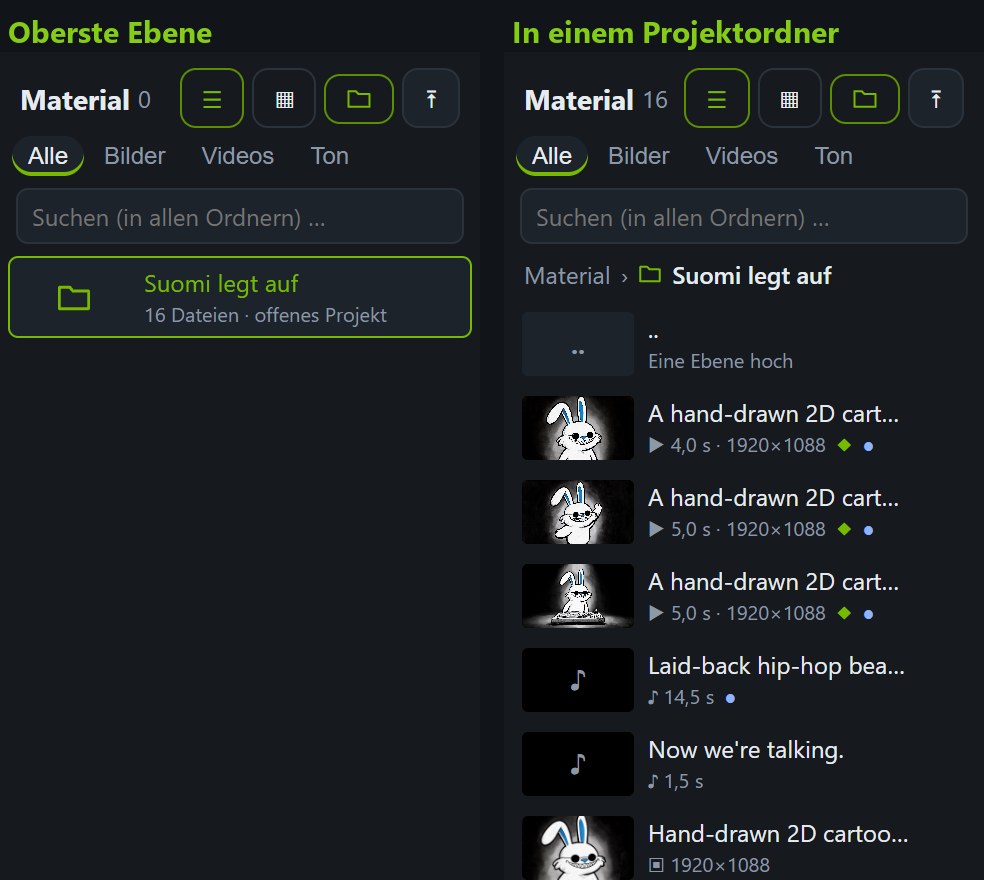 Oberste Ebene
Material 0
Alle Bilder Videos Ton
Suchen (in allen Ordnern) ...
Suomi legt auf
16 Dateien · offenes Projekt
In einem Projektordner
Material 16
Alle Bilder Videos Ton
Suchen (in allen Ordnern) ...
Material › Suomi legt auf
..
..
Eine Ebene hoch
A hand-drawn 2D cart...
4,0 s · 1920×1088
A hand-drawn 2D cart...
5,0 s · 1920×1088
A hand-drawn 2D cart...
5,0 s · 1920×1088
Laid-back hip-hop bea...
14,5 s
Now we're talking.
1,5 s
Hand-drawn 2D cartoo...
1920×1088